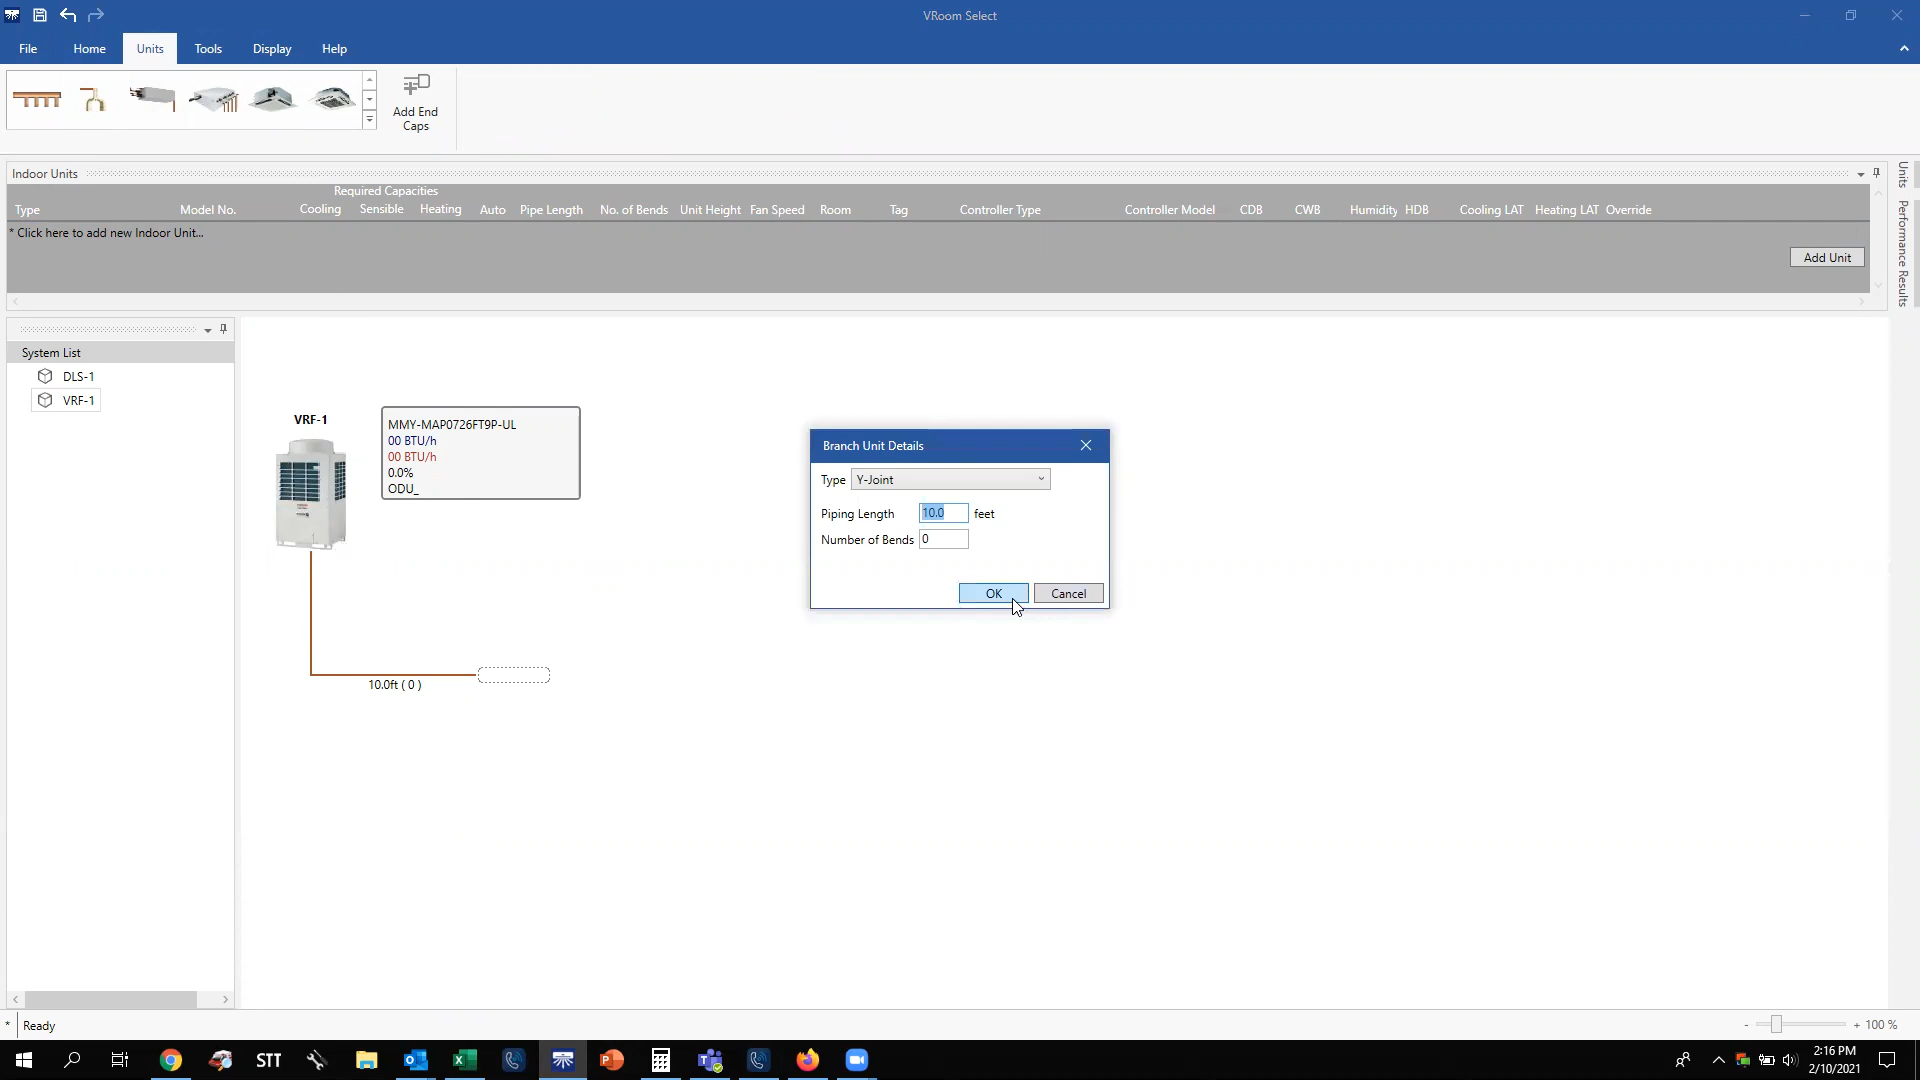 VRoom Select
File Home Units Tools Display Help
Add End
Caps
Indoor Units
Required Capacities
Type Model No. Cooling Sensible Heating Auto Pipe Length No. of Bends Unit Height Fan Speed Room Tag Controller Type Controller Model CDB CWB Humidity HDB Cooling LAT Heating LAT Override
* Click here to add new Indoor Unit...
Add Unit
Units
Performance Results
System List
DLS-1
VRF-1
VRF-1
MMY-MAP0726FT9P-UL
00 BTU/h
00 BTU/h
0.0%
ODU_
10.0ft ( 0 )
Branch Unit Details
Type Y-Joint
Piping Length 10.0 feet
Number of Bends 0
OK Cancel
* Ready
- + 100 %
STT
2:16 PM
2/10/2021